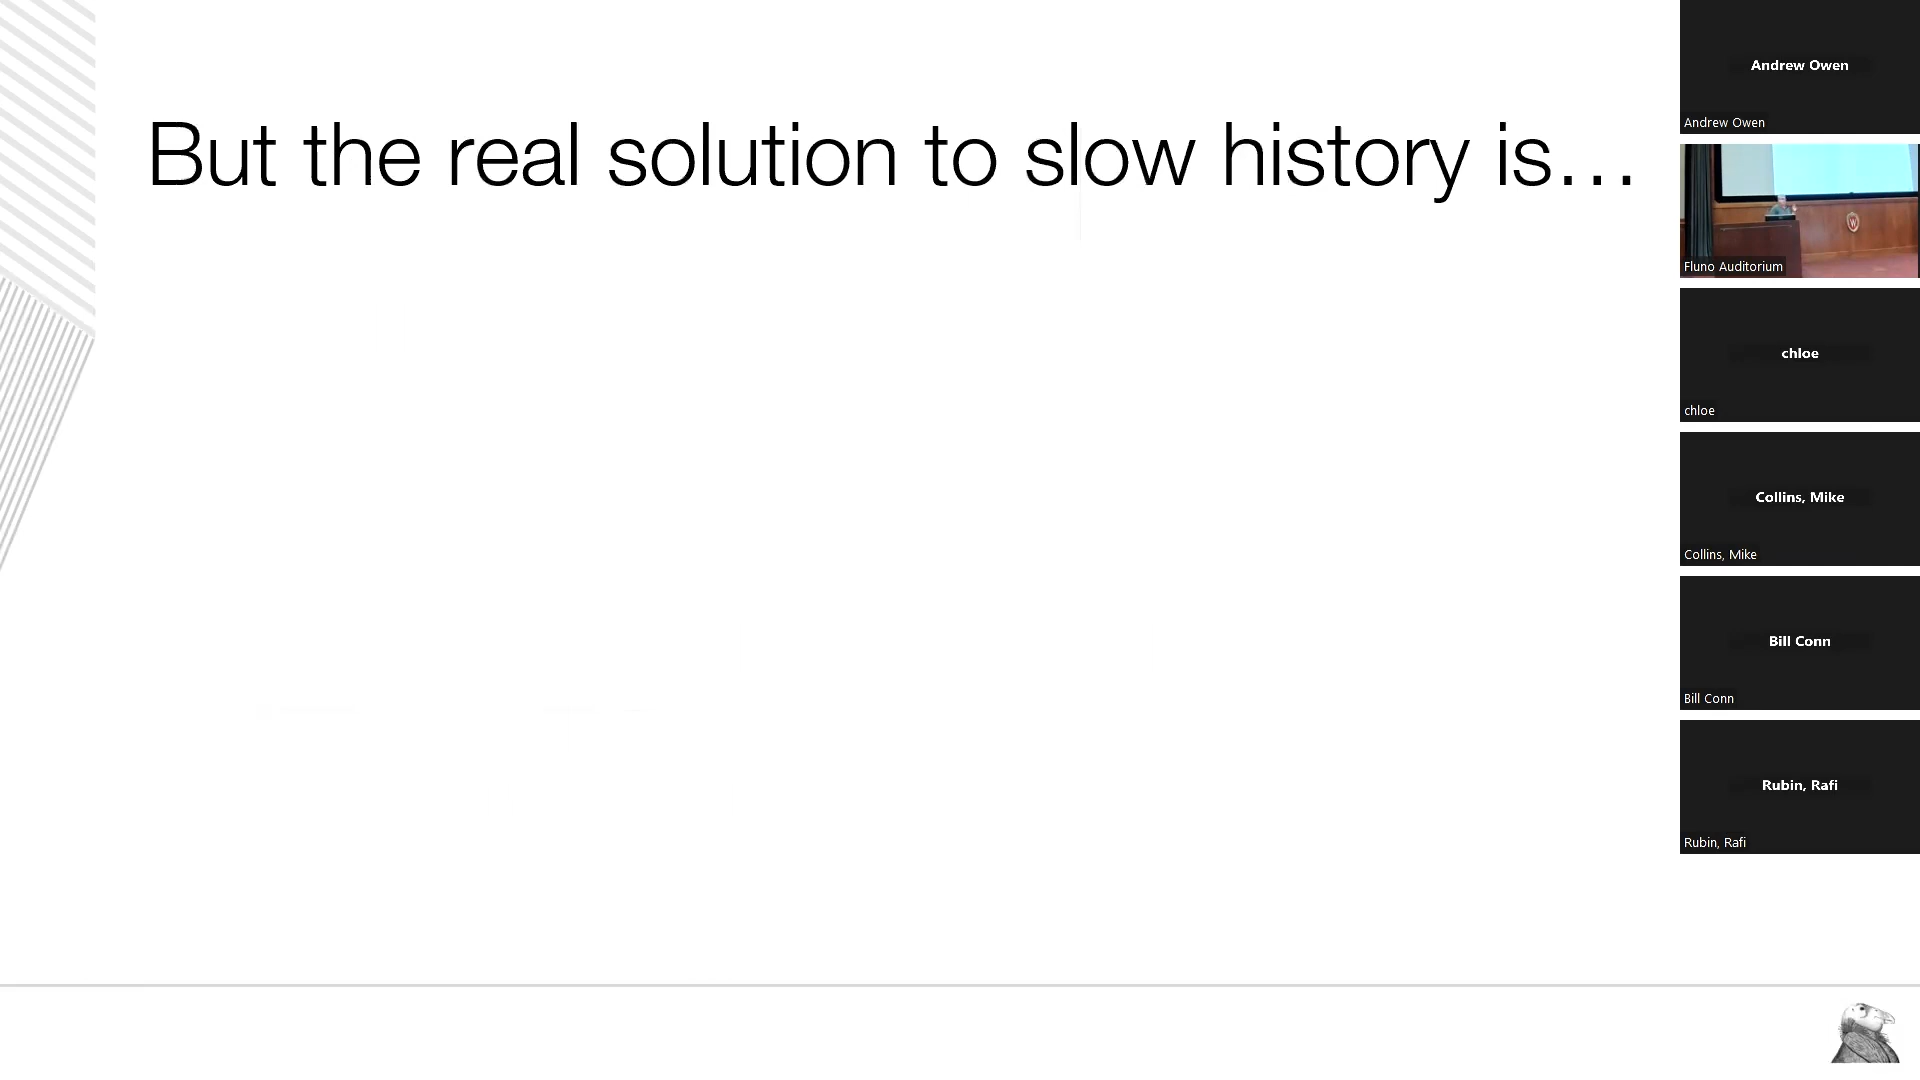 But the real solution to slow history is…
Andrew Owen
Andrew Owen
W
Fluno Auditorium
chloe
chloe
Collins, Mike
Collins, Mike
Bill Conn
Bill Conn
Rubin, Rafi
Rubin, Rafi